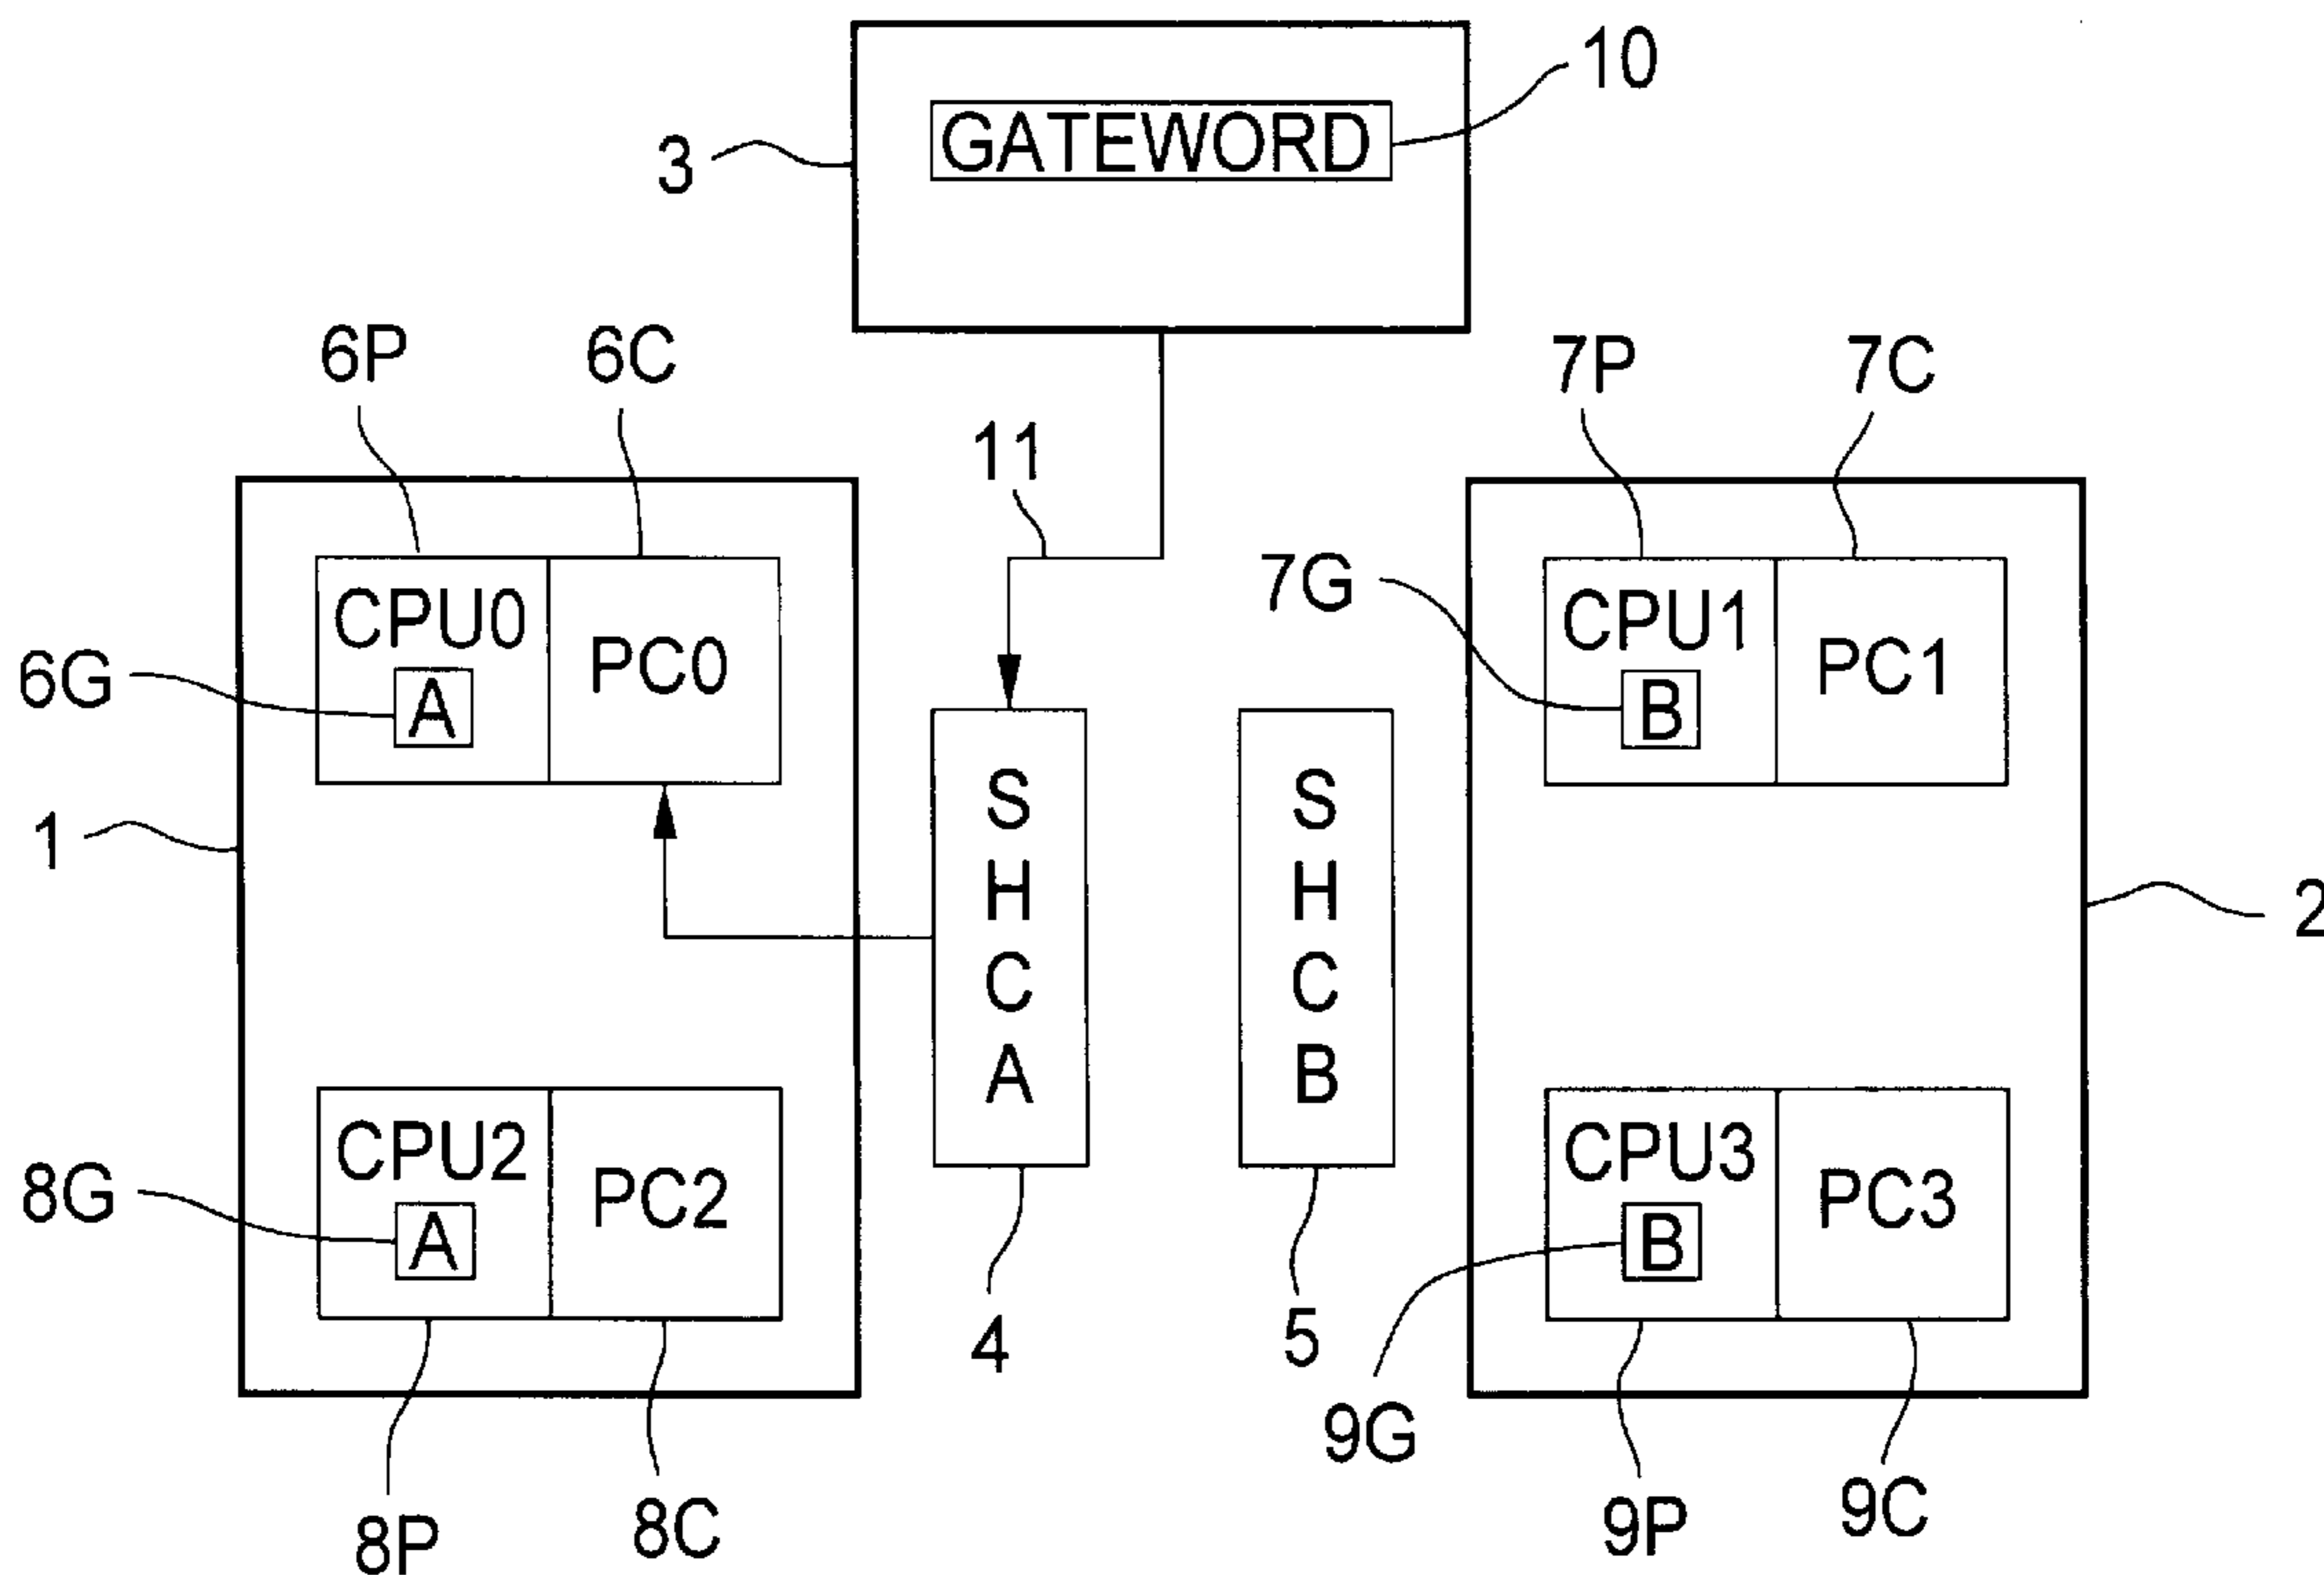 10
GATEWORD
3
6P
6C
7P
7C
11
7G
CPU0
PC0
CPU1
PC1
6G
A
B
1
2
S
H
C
A
S
H
C
B
CPU2
PC2
CPU3
PC3
8G
A
B
4
5
9G
8P
8C
9P
9C